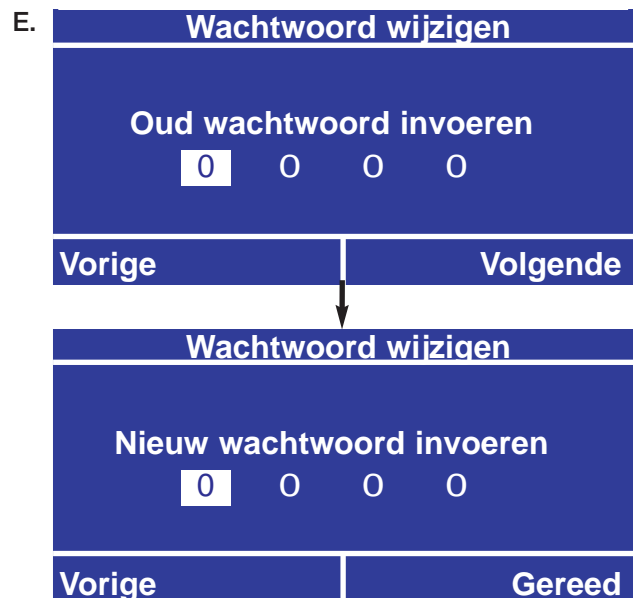 E.
Wachtwoord wijzigen
Oud wachtwoord invoeren
0 0 0 0
Vorige Volgende
Wachtwoord wijzigen
Nieuw wachtwoord invoeren
0 0 0 0
Vorige Gereed